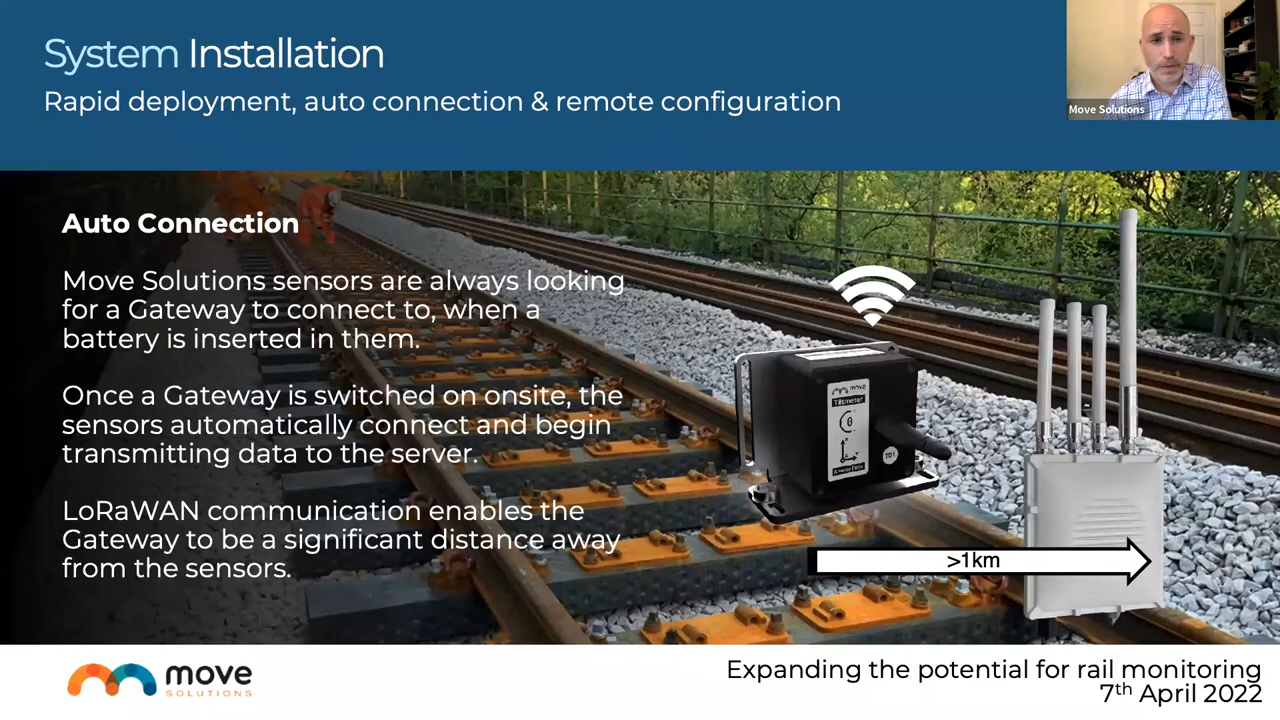 System Installation
Rapid deployment, auto connection & remote configuration
Move Solutions
Auto Connection
Move Solutions sensors are always looking
for a Gateway to connect to, when a
battery is inserted in them.
Once a Gateway is switched on onsite, the
sensors automatically connect and begin
transmitting data to the server.
LoRaWAN communication enables the
Gateway to be a significant distance away
from the sensors.
move
Tiltmeter
θ
TD1
>1km
move
SOLUTIONS
Expanding the potential for rail monitoring
7th April 2022